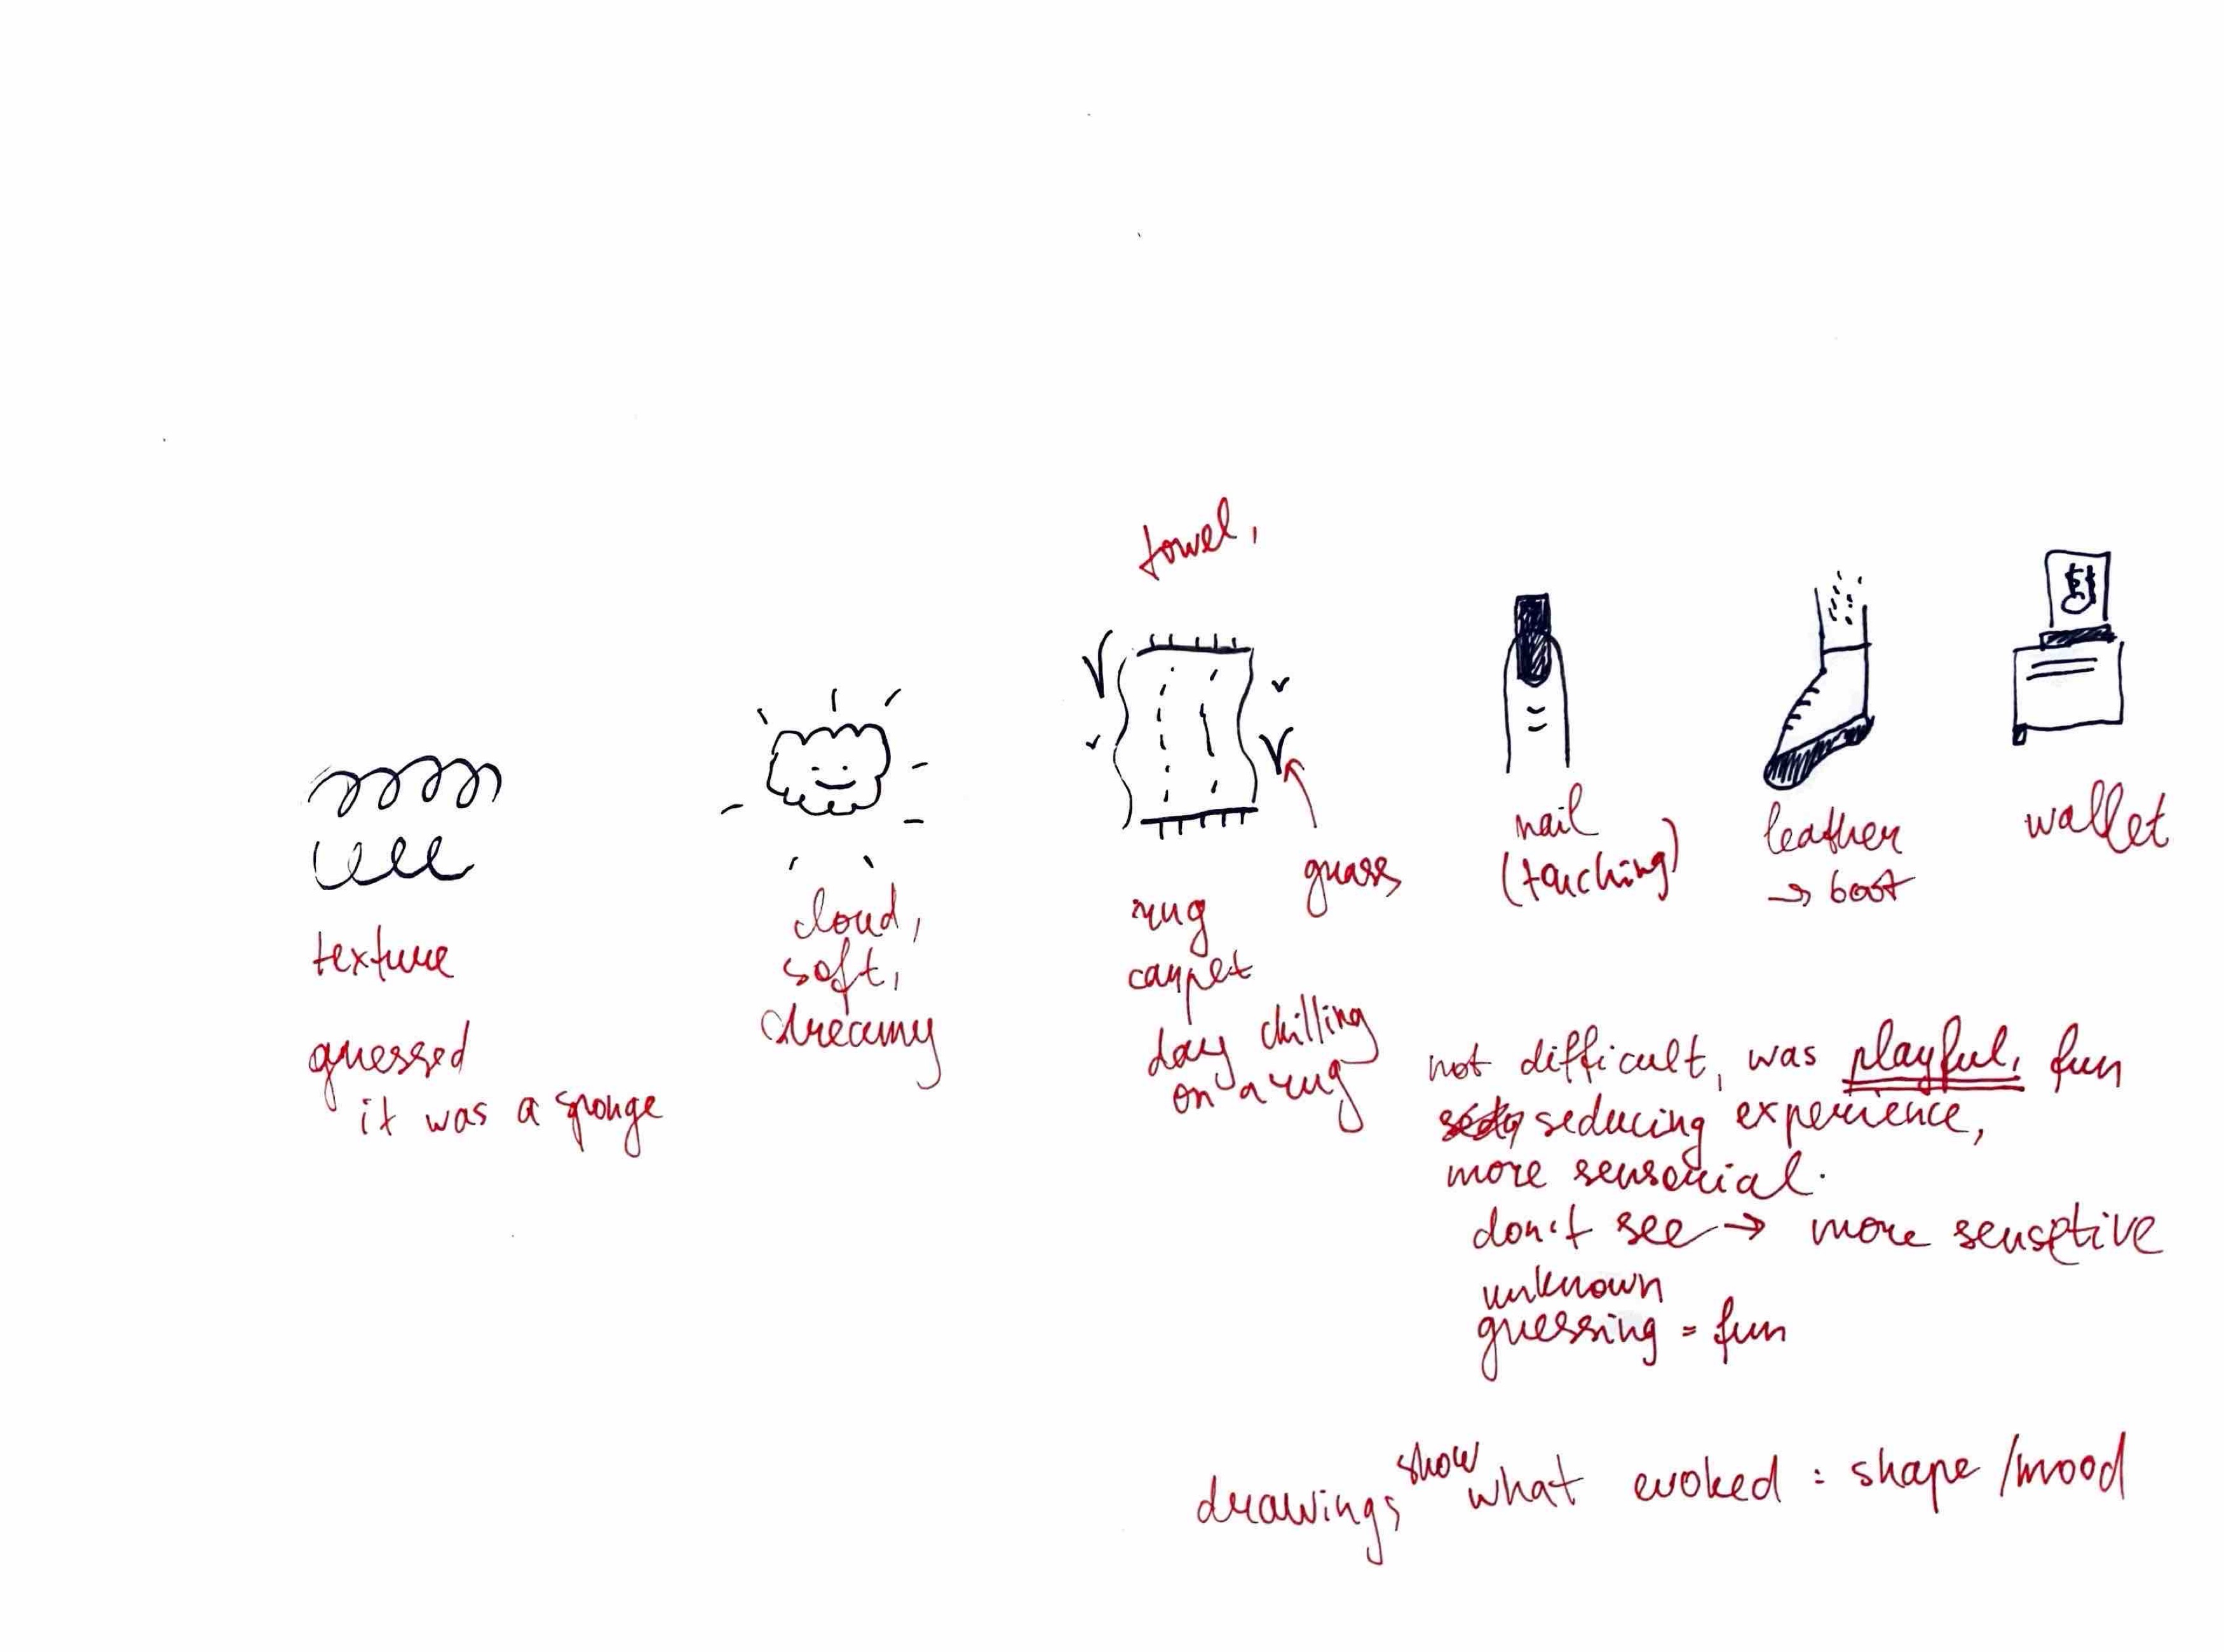 texture
guessed
it was a sponge
cloud,
soft,
dreamy
towel,
rug
carpet
day chilling
on a rug
grass
nail
(touching)
leather
→ boot
wallet
not difficult, was playful, fun
seducing experience,
more sensorial.
don't see → more sensitive
unknown
guessing = fun
drawings show what evoked : shape / mood